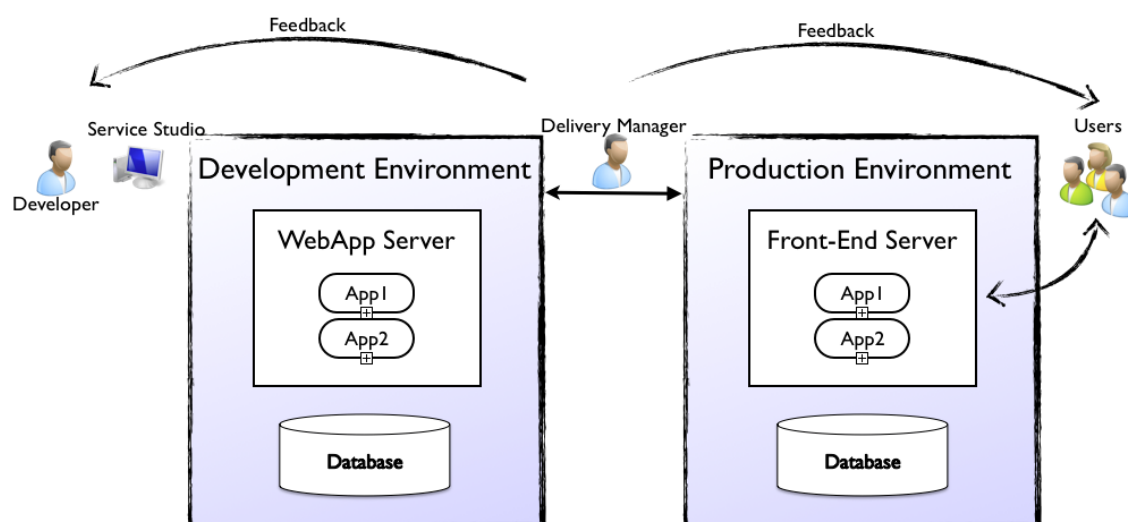 Feedback
Feedback
Service Studio
Delivery Manager
Users
Development Environment
Production Environment
Developer
WebApp Server
Front-End Server
App1
App1
App2
App2
Database
Database